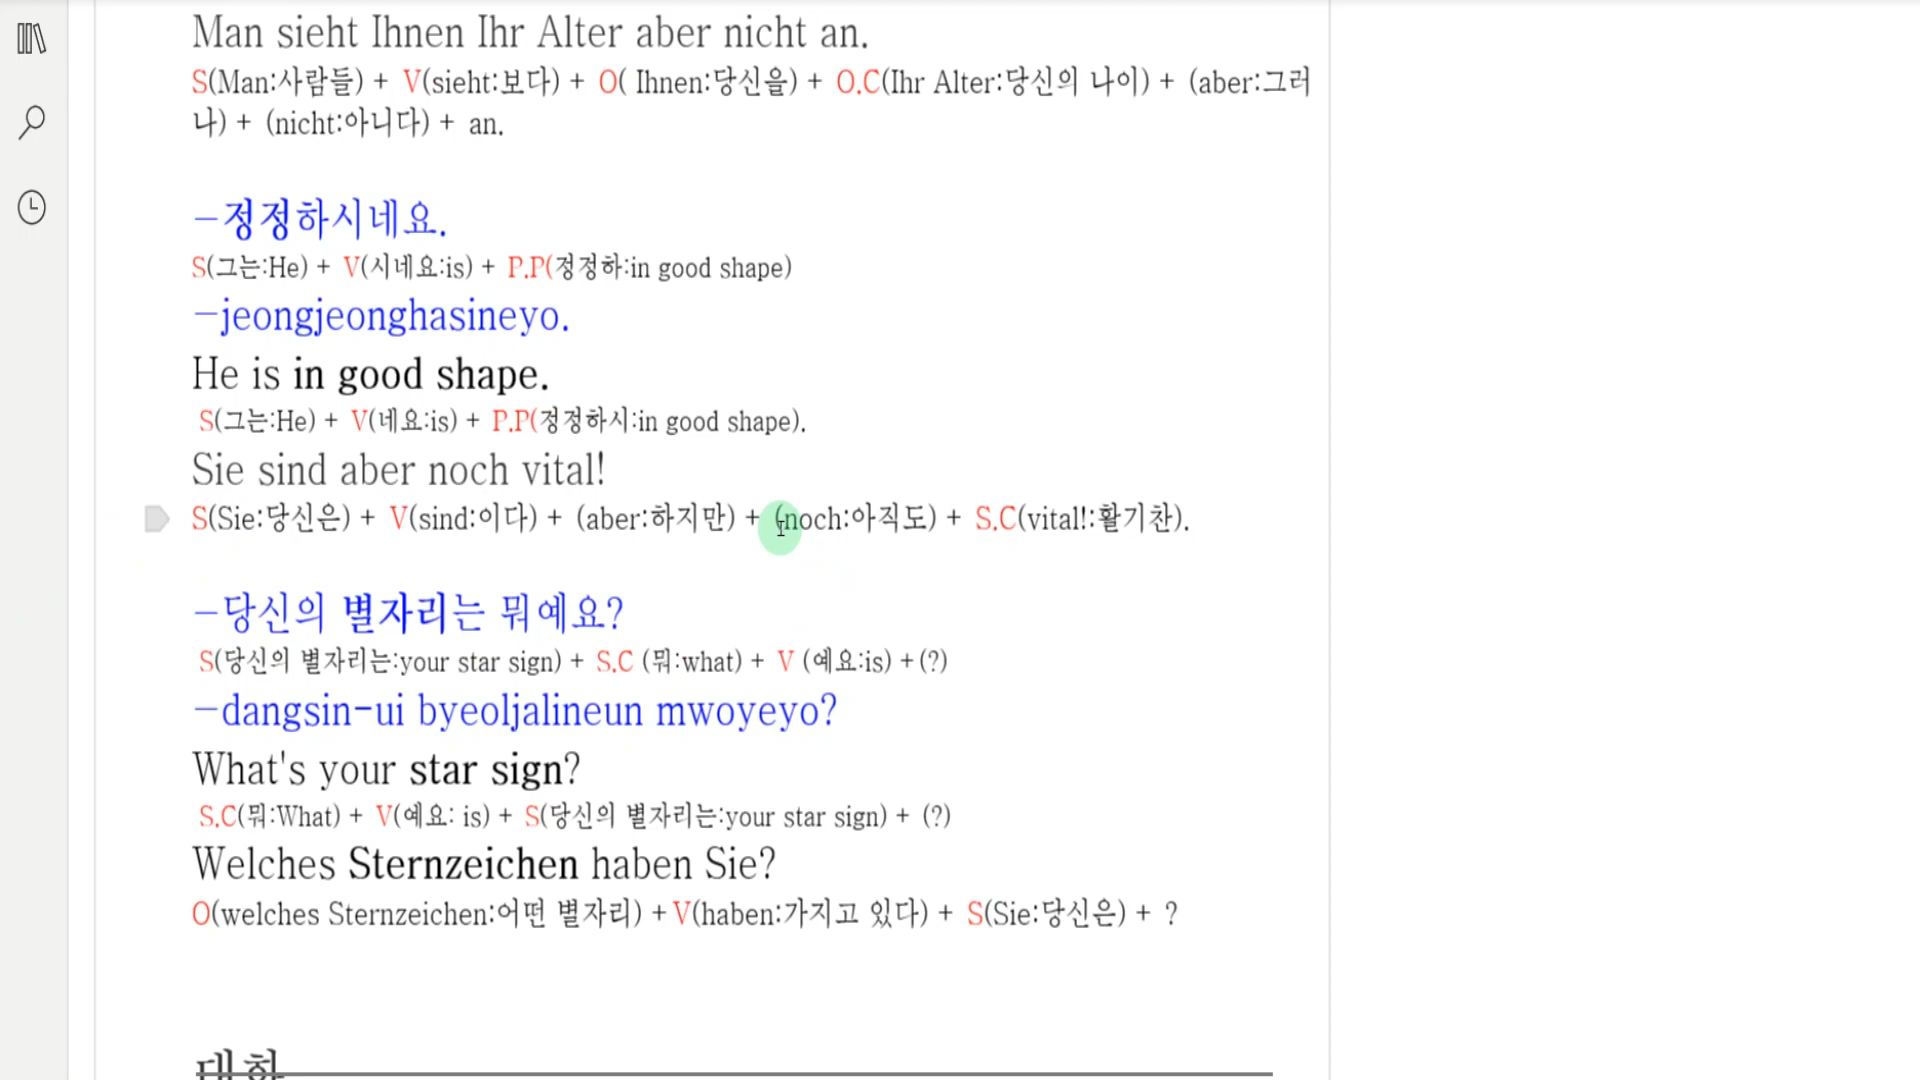 Man sieht Ihnen Ihr Alter aber nicht an.
S(Man:사람들) + V(sieht:보다) + O( Ihnen:당신을) + O.C(Ihr Alter:당신의 나이) + (aber:그러
나) + (nicht:아니다) + an.
-정정하시네요.
S(그는:He) + V(시네요:is) + P.P(정정하:in good shape)
-jeongjeonghasineyo.
He is in good shape.
S(그는:He) + V(네요:is) + P.P(정정하시:in good shape).
Sie sind aber noch vital!
S(Sie:당신은) + V(sind:이다) + (aber:하지만) + (noch:아직도) + S.C(vital!:활기찬).
-당신의 별자리는 뭐예요?
S(당신의 별자리는:your star sign) + S.C (뭐:what) + V (예요:is) +(?)
-dangsin-ui byeoljalineun mwoyeyo?
What's your star sign?
S.C(뭐:What) + V(예요: is) + S(당신의 별자리는:your star sign) + (?)
Welches Sternzeichen haben Sie?
O(welches Sternzeichen:어떤 별자리) +V(haben:가지고 있다) + S(Sie:당신은) + ?
대화